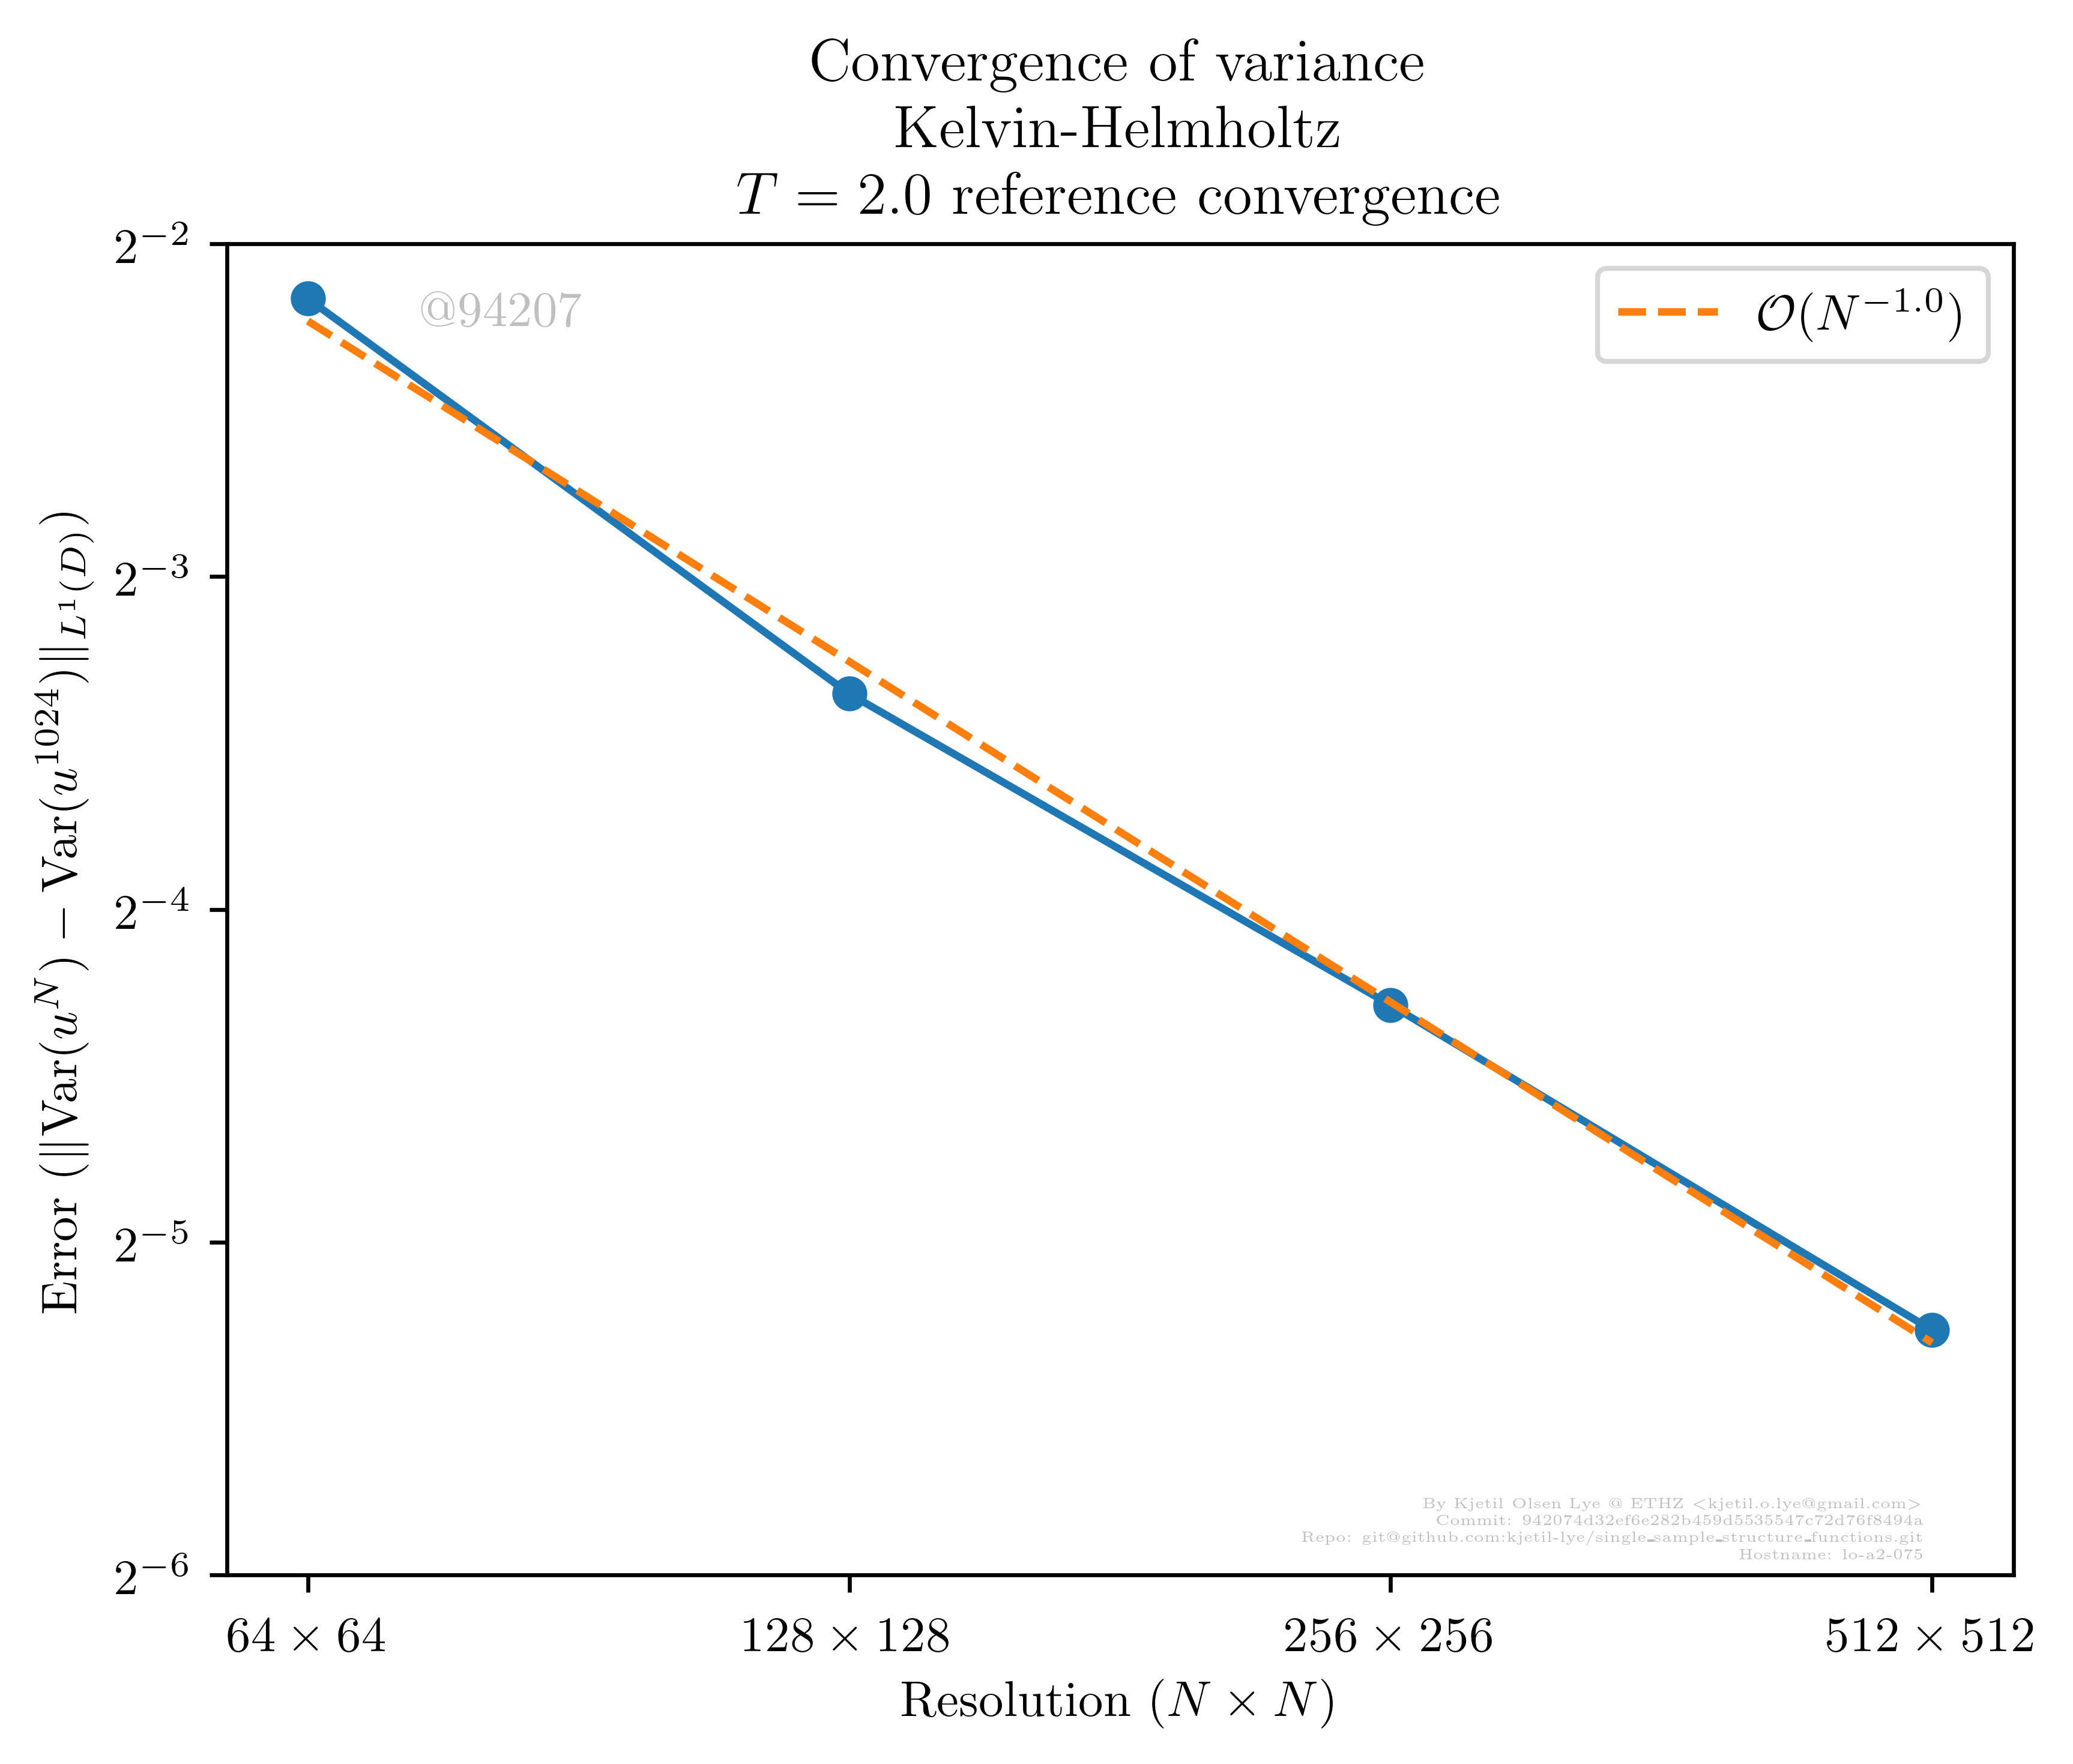 Convergence of variance
Kelvin-Helmholtz
T = 2.0 reference convergence
2⁻²
2⁻³
2⁻⁴
2⁻⁵
2⁻⁶
Error (‖Var(uᴺ) − Var(u¹⁰²⁴)‖_{L¹(D)})
@94207
𝒪(N⁻¹·⁰)
By Kjetil Olsen Lye @ ETHZ <kjetil.o.lye@gmail.com>
Commit: 942074d32ef6e282b459d5535547c72d76f8494a
Repo: git@github.com:kjetil-lye/single_sample_structure_functions.git
Hostname: lo-a2-075
64 × 64
128 × 128
256 × 256
512 × 512
Resolution (N × N)